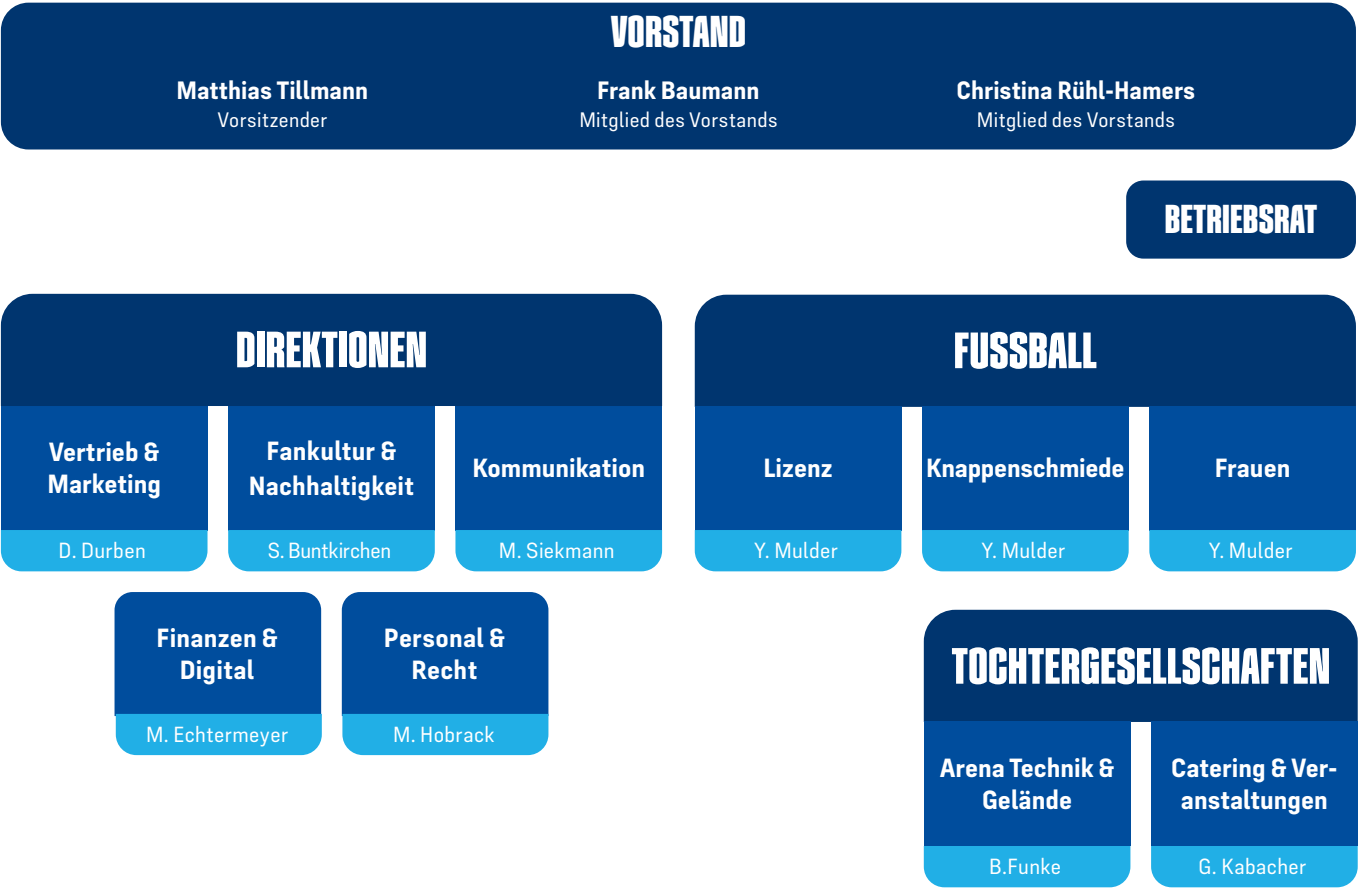 VORSTAND
Matthias Tillmann
Vorsitzender
Frank Baumann
Mitglied des Vorstands
Christina Rühl-Hamers
Mitglied des Vorstands
BETRIEBSRAT
DIREKTIONEN
Vertrieb &
Marketing
D. Durben
Fankultur &
Nachhaltigkeit
S. Buntkirchen
Kommunikation
M. Siekmann
Finanzen &
Digital
M. Echtermeyer
Personal &
Recht
M. Hobrack
FUSSBALL
Lizenz
Y. Mulder
Knappenschmiede
Y. Mulder
Frauen
Y. Mulder
TOCHTERGESELLSCHAFTEN
Arena Technik &
Gelände
B.Funke
Catering & Ver-
anstaltungen
G. Kabacher